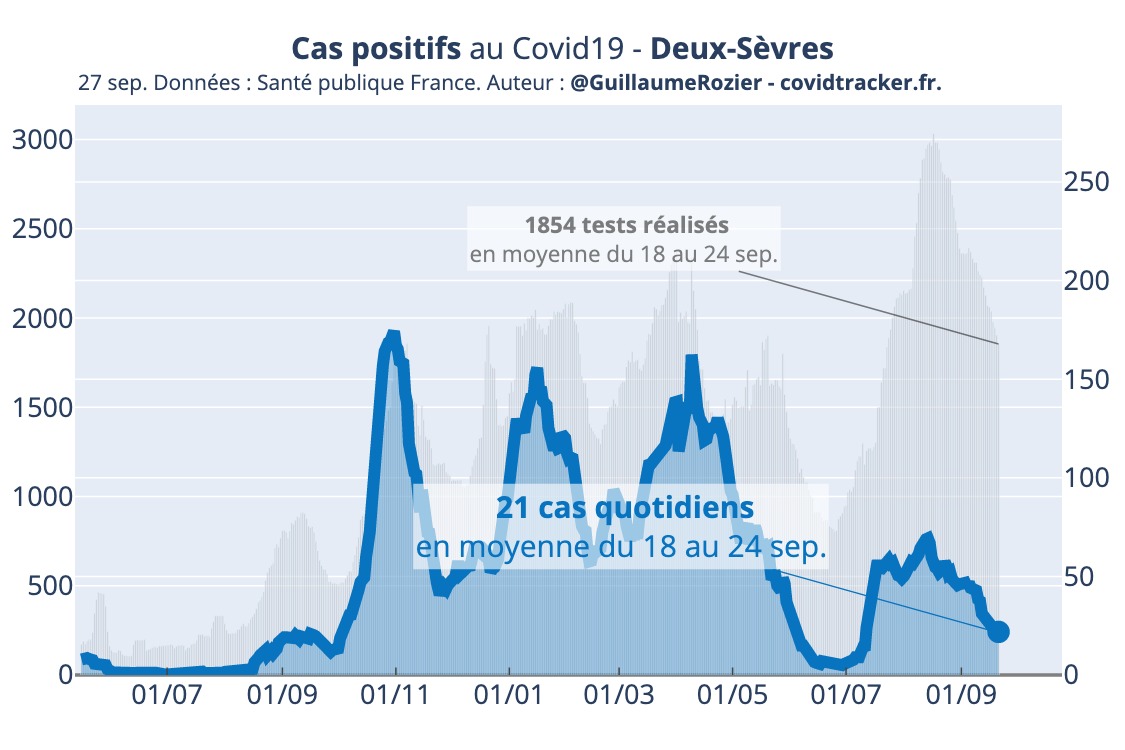 Cas positifs au Covid19 - Deux-Sèvres
27 sep. Données : Santé publique France. Auteur : @GuillaumeRozier - covidtracker.fr.
3000
2500
2000
1500
1000
500
0
250
200
150
100
50
0
1854 tests réalisés
en moyenne du 18 au 24 sep.
21 cas quotidiens
en moyenne du 18 au 24 sep.
01/07 01/09 01/11 01/01 01/03 01/05 01/07 01/09